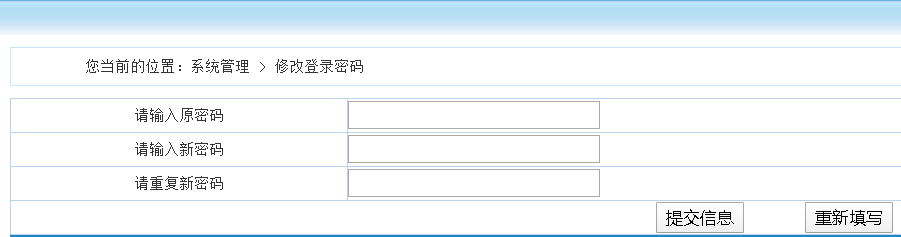 您当前的位置：系统管理 > 修改登录密码
请输入原密码
请输入新密码
请重复新密码
提交信息 重新填写